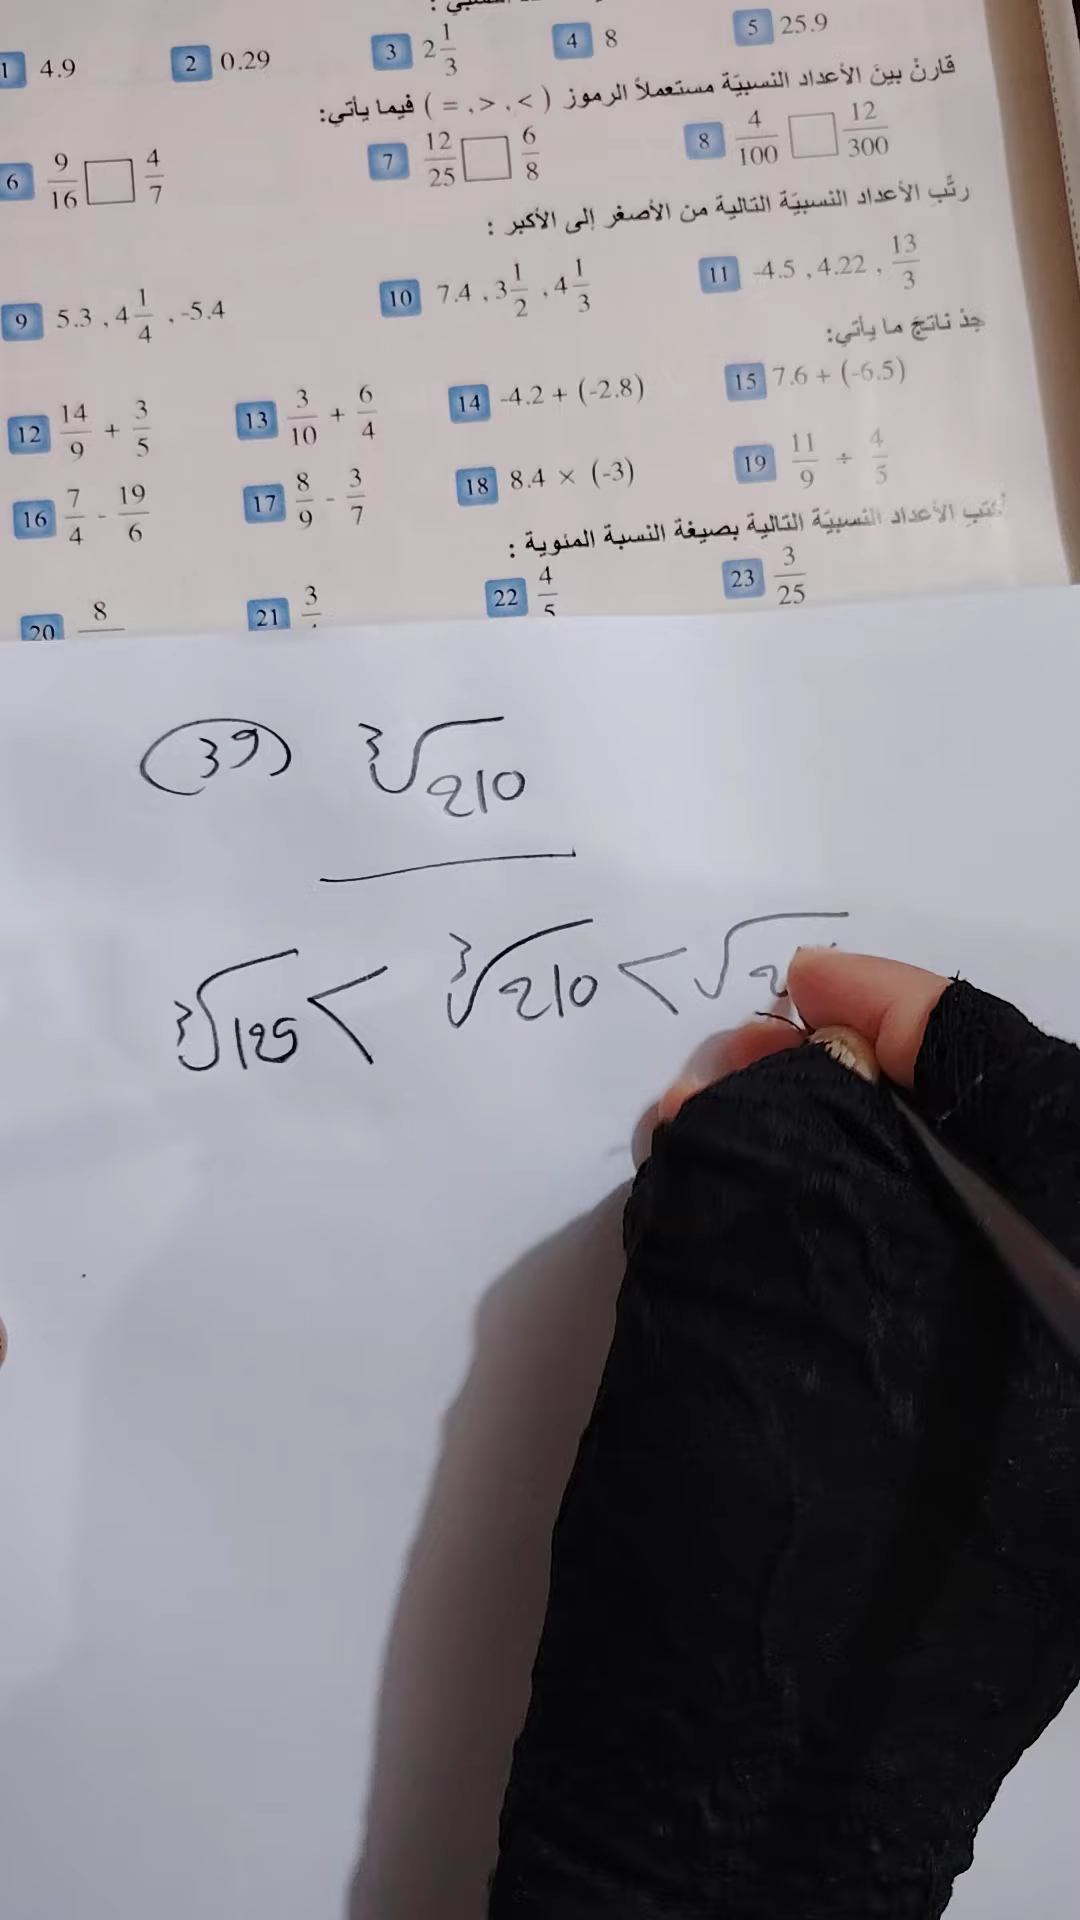 1 4.9 2 0.29 3 2 1/3 4 8 5 25.9
قارن بين الأعداد النسبيّة مستعملاً الرموز ( < ، > ، = ) فيما يأتي:
6 9/16 □ 4/7 7 12/25 □ 6/8 8 4/100 □ 12/300
رتّب الأعداد النسبيّة التالية من الأصغر إلى الأكبر :
9 5.3 , 4 1/4 , -5.4 10 7.4 , 3 1/2 , 4 1/3 11 -4.5 , 4.22 , 13/3
جد ناتج ما يأتي:
12 14/9 + 3/5 13 3/10 + 6/4 14 -4.2 + (-2.8) 15 7.6 + (-6.5)
16 7/4 - 19/6 17 8/9 - 3/7 18 8.4 × (-3) 19 11/9 ÷ 4/5
أكتب الأعداد النسبيّة التالية بصيغة النسبة المئوية :
20 8 21 3 22 4/5 23 3/25
39 ∛210
∛125 < ∛210 < √2